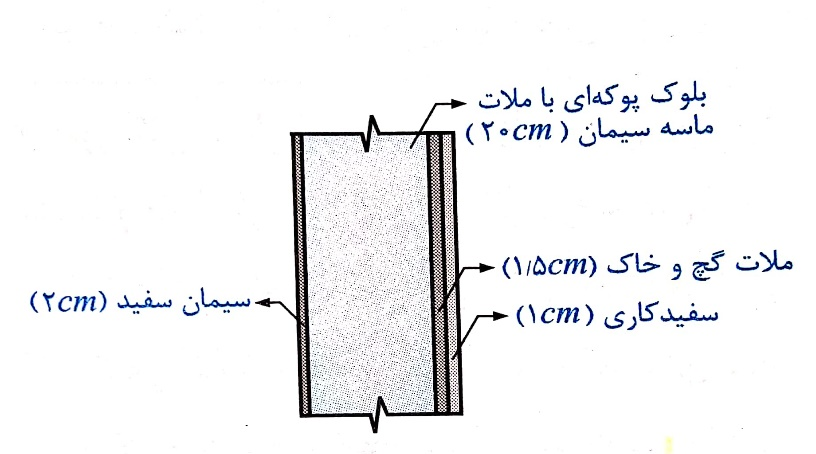 بلوک پوکه‌ای با ملات
ماسه سیمان (۲۰cm)
ملات گچ و خاک (۱/۵cm)
سفیدکاری (۱cm)
سیمان سفید (۲cm)